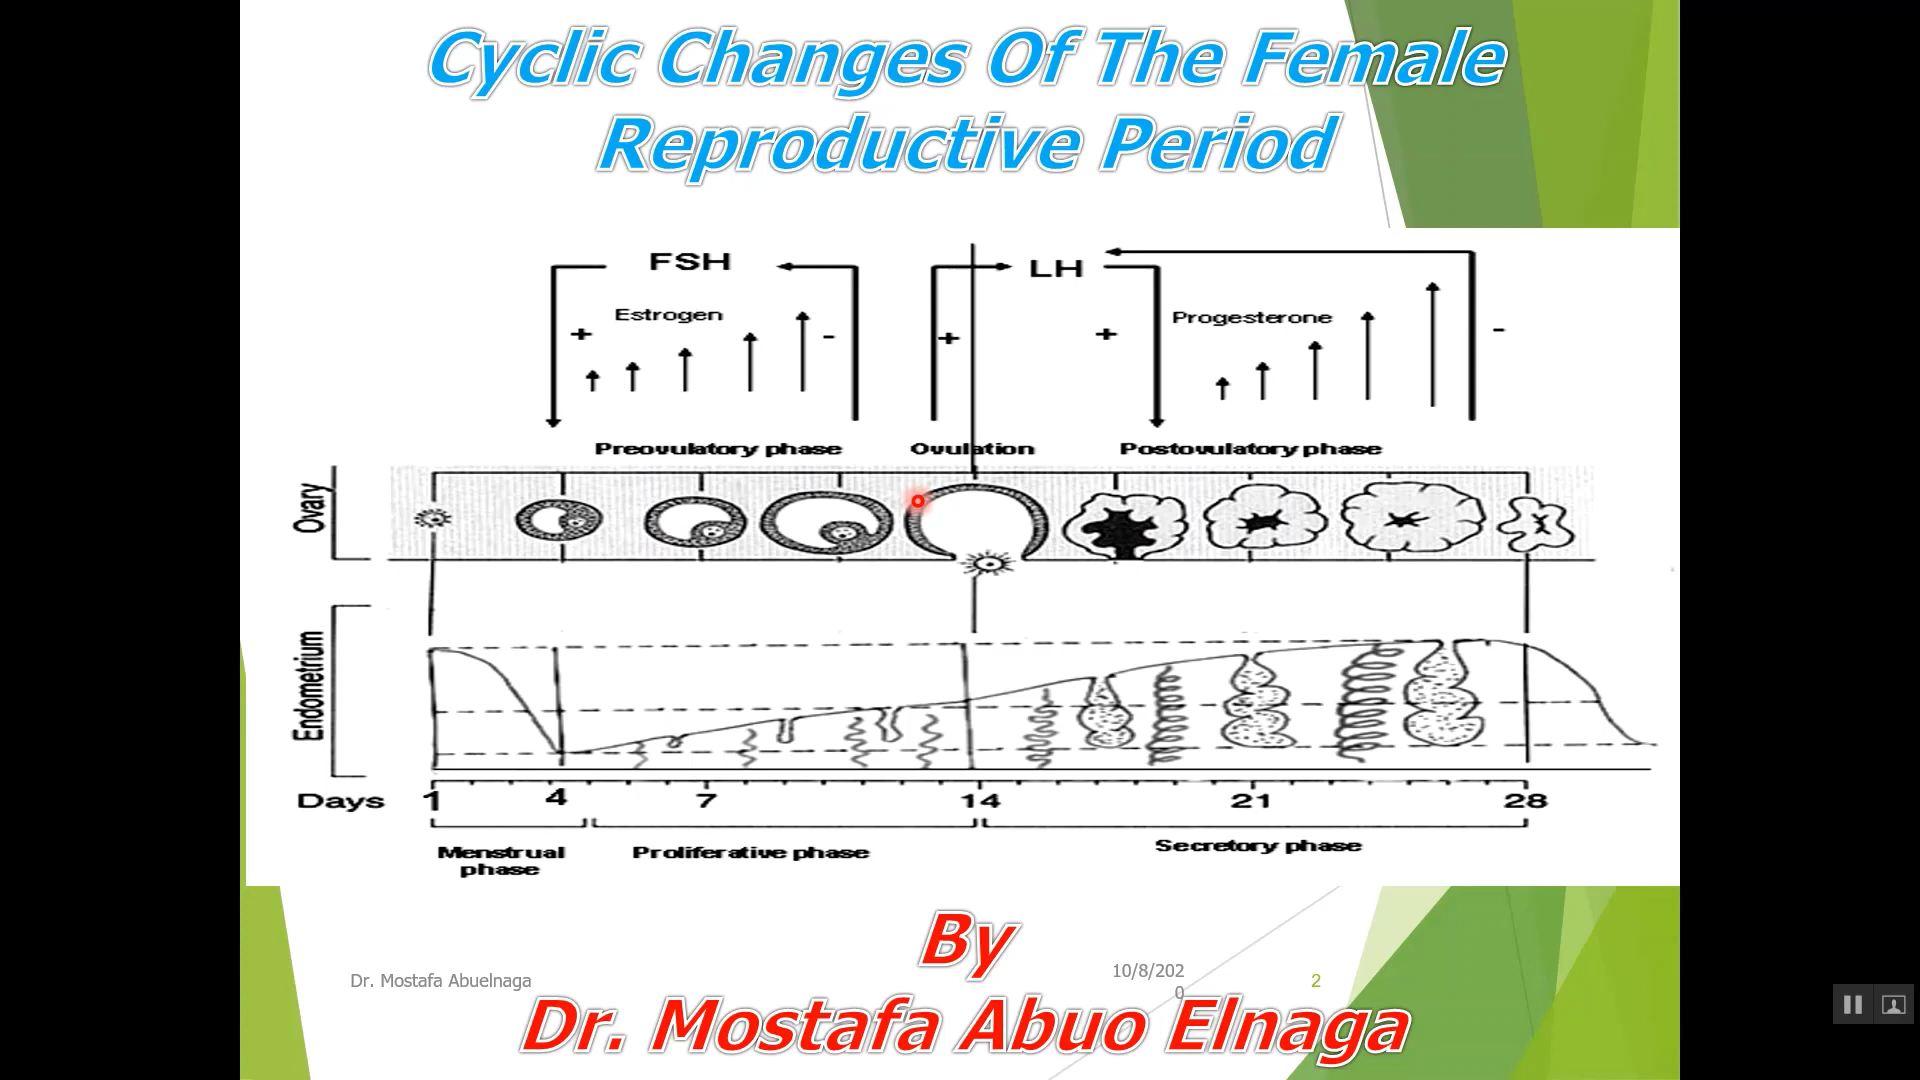 Cyclic Changes Of The Female
Reproductive Period
FSH
LH
Estrogen
Progesterone
+
-
+
+
-
Preovulatory phase
Ovulation
Postovulatory phase
Ovary
Endometrium
Days 1 4 7 14 21 28
Menstrual
phase
Proliferative phase
Secretory phase
By
Dr. Mostafa Abuo Elnaga
Dr. Mostafa Abuelnaga
10/8/202
0
2